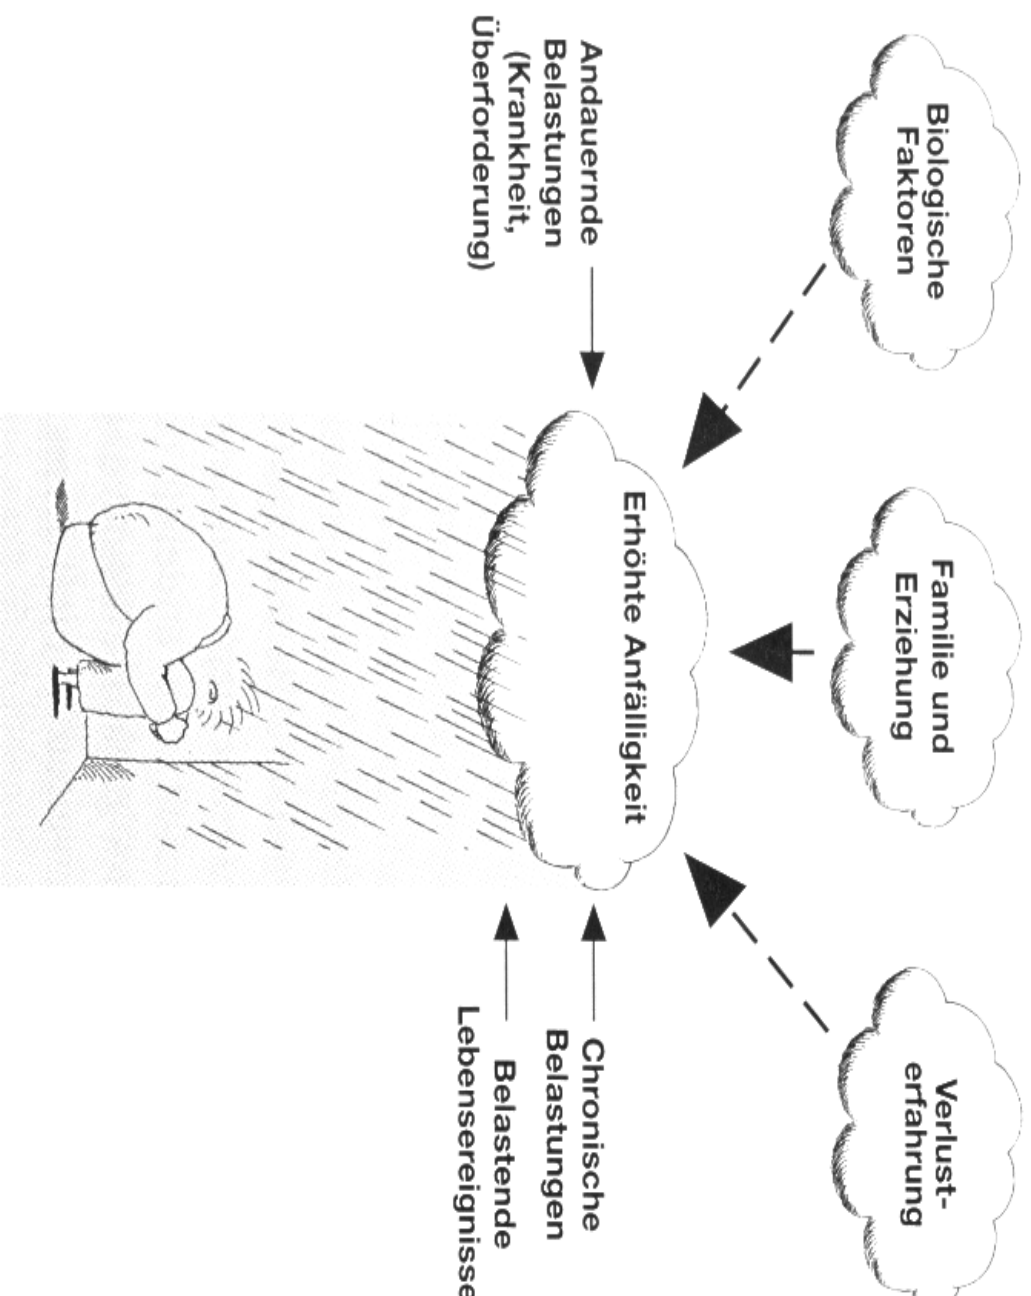 Biologische
Faktoren
Familie und
Erziehung
Verlust-
erfahrung
Erhöhte Anfälligkeit
Andauernde
Belastungen
(Krankheit,
Überforderung)
Chronische
Belastungen
Belastende
Lebensereignisse